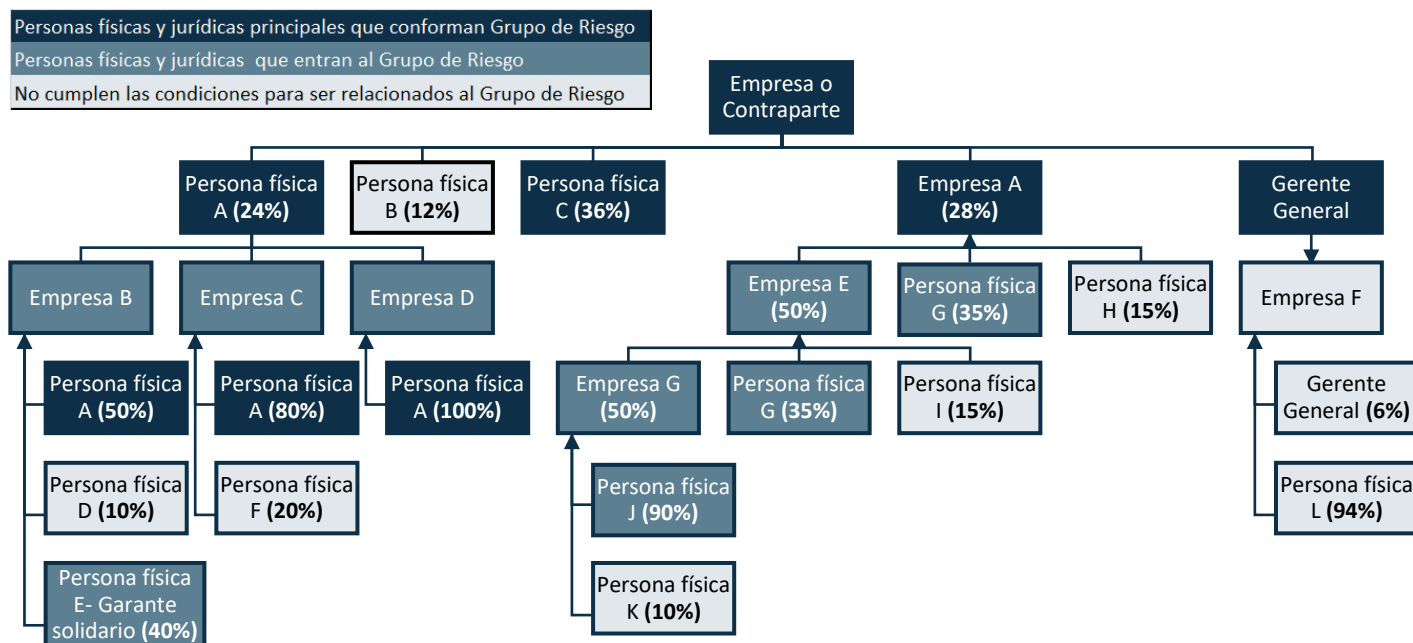 Personas físicas y jurídicas principales que conforman Grupo de Riesgo
Personas físicas y jurídicas  que entran al Grupo de Riesgo
No cumplen las condiciones para ser relacionados al Grupo de Riesgo
Empresa o
Contraparte
Persona física
A (24%)
Persona física
B (12%)
Persona física
C (36%)
Empresa A
(28%)
Gerente
General
Empresa B
Empresa C
Empresa D
Empresa E
(50%)
Persona física
G (35%)
Persona física
H (15%)
Empresa F
Persona física
A (50%)
Persona física
A (80%)
Persona física
A (100%)
Empresa G
(50%)
Persona física
G (35%)
Persona física
I (15%)
Gerente
General (6%)
Persona física
D (10%)
Persona física
F (20%)
Persona física
J (90%)
Persona física
L (94%)
Persona física
E- Garante
solidario (40%)
Persona física
K (10%)